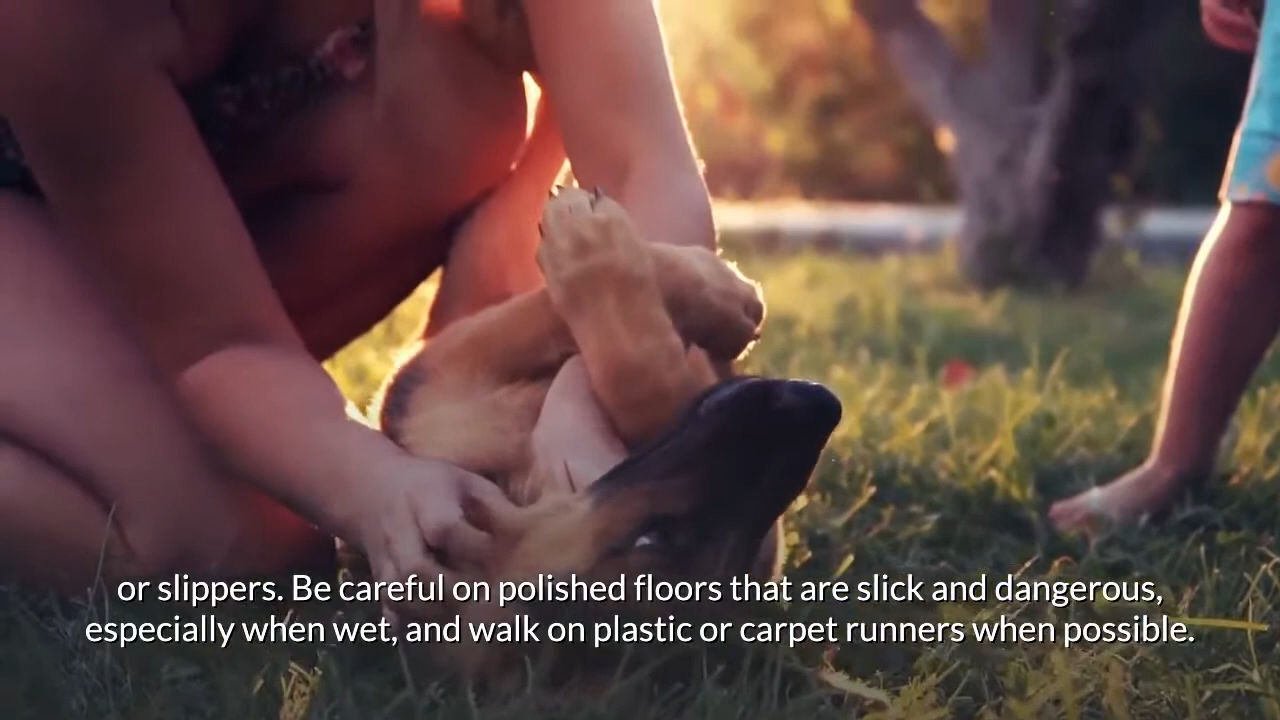 or slippers. Be careful on polished floors that are slick and dangerous,
especially when wet, and walk on plastic or carpet runners when possible.